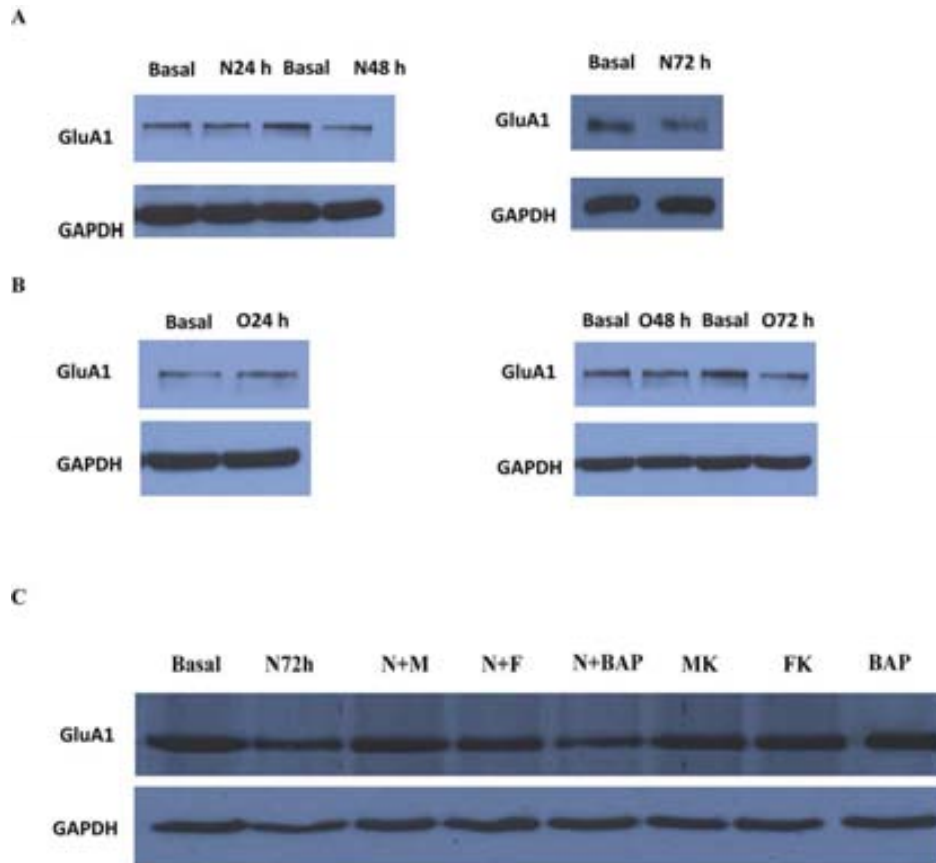 A
Basal N24 h Basal N48 h
GluA1
GAPDH
Basal N72 h
GluA1
GAPDH
B
Basal O24 h
GluA1
GAPDH
Basal O48 h Basal O72 h
GluA1
GAPDH
C
Basal N72h N+M N+F N+BAP MK FK BAP
GluA1
GAPDH